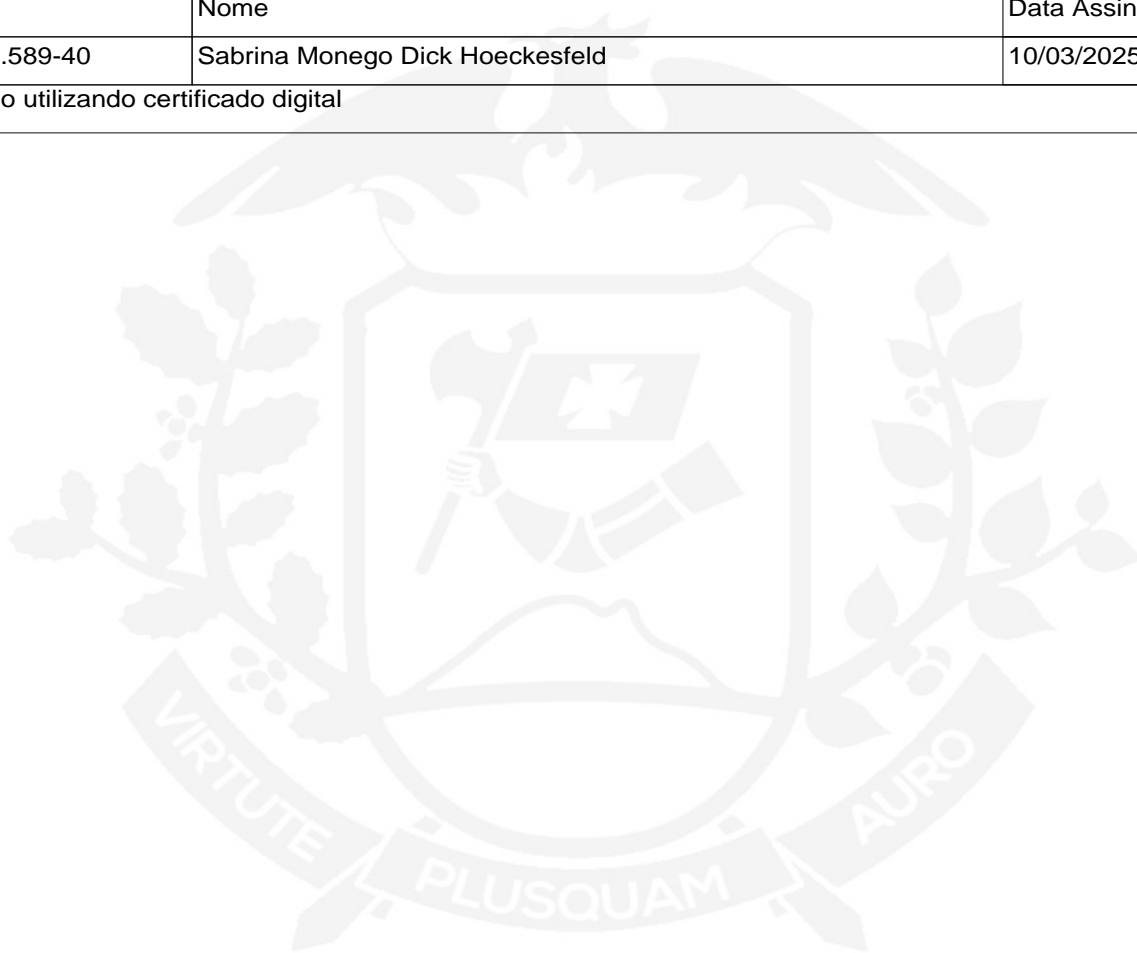 Nome Data Assin
.589-40 Sabrina Monego Dick Hoeckesfeld 10/03/2025
o utilizando certificado digital
VIRTUTE PLUSQUAM AURO